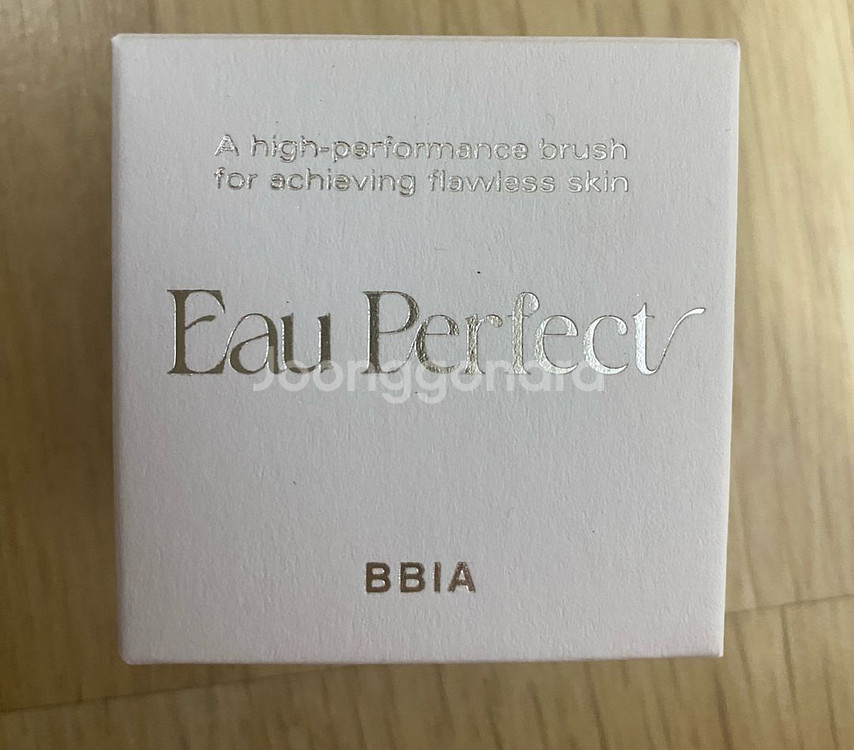 A high-performance brush
for achieving flawless skin
Eau Perfect
Joonggonara
BBIA